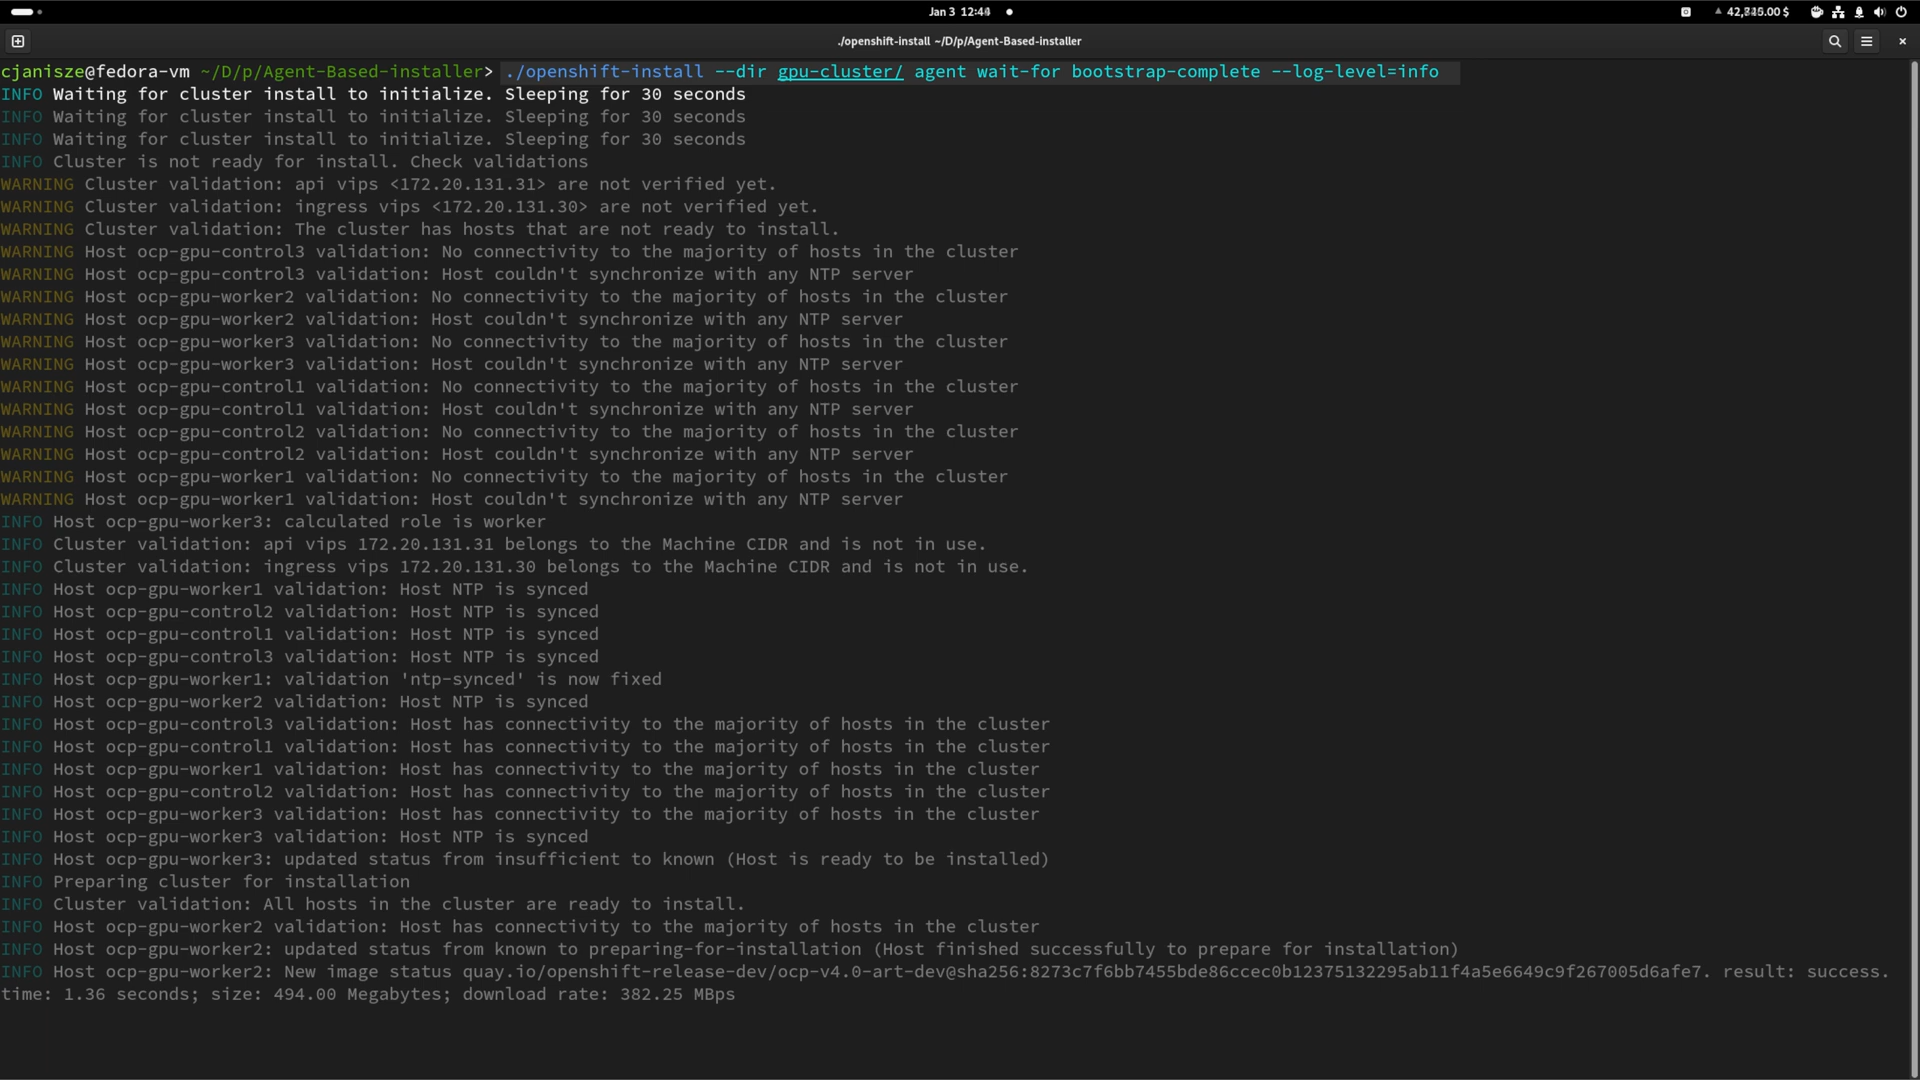 Jan 3 12:44
$
./openshift-install ~/D/p/Agent-Based-installer
cjanisze@fedora-vm ~/D/p/Agent-Based-installer> ./openshift-install --dir gpu-cluster/ agent wait-for bootstrap-complete --log-level=info
INFO Waiting for cluster install to initialize. Sleeping for 30 seconds
INFO Waiting for cluster install to initialize. Sleeping for 30 seconds
INFO Waiting for cluster install to initialize. Sleeping for 30 seconds
INFO Cluster is not ready for install. Check validations
WARNING Cluster validation: api vips <172.20.131.31> are not verified yet.
WARNING Cluster validation: ingress vips <172.20.131.30> are not verified yet.
WARNING Cluster validation: The cluster has hosts that are not ready to install.
WARNING Host ocp-gpu-control3 validation: No connectivity to the majority of hosts in the cluster
WARNING Host ocp-gpu-control3 validation: Host couldn't synchronize with any NTP server
WARNING Host ocp-gpu-worker2 validation: No connectivity to the majority of hosts in the cluster
WARNING Host ocp-gpu-worker2 validation: Host couldn't synchronize with any NTP server
WARNING Host ocp-gpu-worker3 validation: No connectivity to the majority of hosts in the cluster
WARNING Host ocp-gpu-worker3 validation: Host couldn't synchronize with any NTP server
WARNING Host ocp-gpu-control1 validation: No connectivity to the majority of hosts in the cluster
WARNING Host ocp-gpu-control1 validation: Host couldn't synchronize with any NTP server
WARNING Host ocp-gpu-control2 validation: No connectivity to the majority of hosts in the cluster
WARNING Host ocp-gpu-control2 validation: Host couldn't synchronize with any NTP server
WARNING Host ocp-gpu-worker1 validation: No connectivity to the majority of hosts in the cluster
WARNING Host ocp-gpu-worker1 validation: Host couldn't synchronize with any NTP server
INFO Host ocp-gpu-worker3: calculated role is worker
INFO Cluster validation: api vips 172.20.131.31 belongs to the Machine CIDR and is not in use.
INFO Cluster validation: ingress vips 172.20.131.30 belongs to the Machine CIDR and is not in use.
INFO Host ocp-gpu-worker1 validation: Host NTP is synced
INFO Host ocp-gpu-control2 validation: Host NTP is synced
INFO Host ocp-gpu-control1 validation: Host NTP is synced
INFO Host ocp-gpu-control3 validation: Host NTP is synced
INFO Host ocp-gpu-worker1: validation 'ntp-synced' is now fixed
INFO Host ocp-gpu-worker2 validation: Host NTP is synced
INFO Host ocp-gpu-control3 validation: Host has connectivity to the majority of hosts in the cluster
INFO Host ocp-gpu-control1 validation: Host has connectivity to the majority of hosts in the cluster
INFO Host ocp-gpu-worker1 validation: Host has connectivity to the majority of hosts in the cluster
INFO Host ocp-gpu-control2 validation: Host has connectivity to the majority of hosts in the cluster
INFO Host ocp-gpu-worker3 validation: Host has connectivity to the majority of hosts in the cluster
INFO Host ocp-gpu-worker3 validation: Host NTP is synced
INFO Host ocp-gpu-worker3: updated status from insufficient to known (Host is ready to be installed)
INFO Preparing cluster for installation
INFO Cluster validation: All hosts in the cluster are ready to install.
INFO Host ocp-gpu-worker2 validation: Host has connectivity to the majority of hosts in the cluster
INFO Host ocp-gpu-worker2: updated status from known to preparing-for-installation (Host finished successfully to prepare for installation)
INFO Host ocp-gpu-worker2: New image status quay.io/openshift-release-dev/ocp-v4.0-art-dev@sha256:8273c7f6bb7455bde86ccec0b12375132295ab11f4a5e6649c9f267005d6afe7. result: success.
time: 1.36 seconds; size: 494.00 Megabytes; download rate: 382.25 MBps